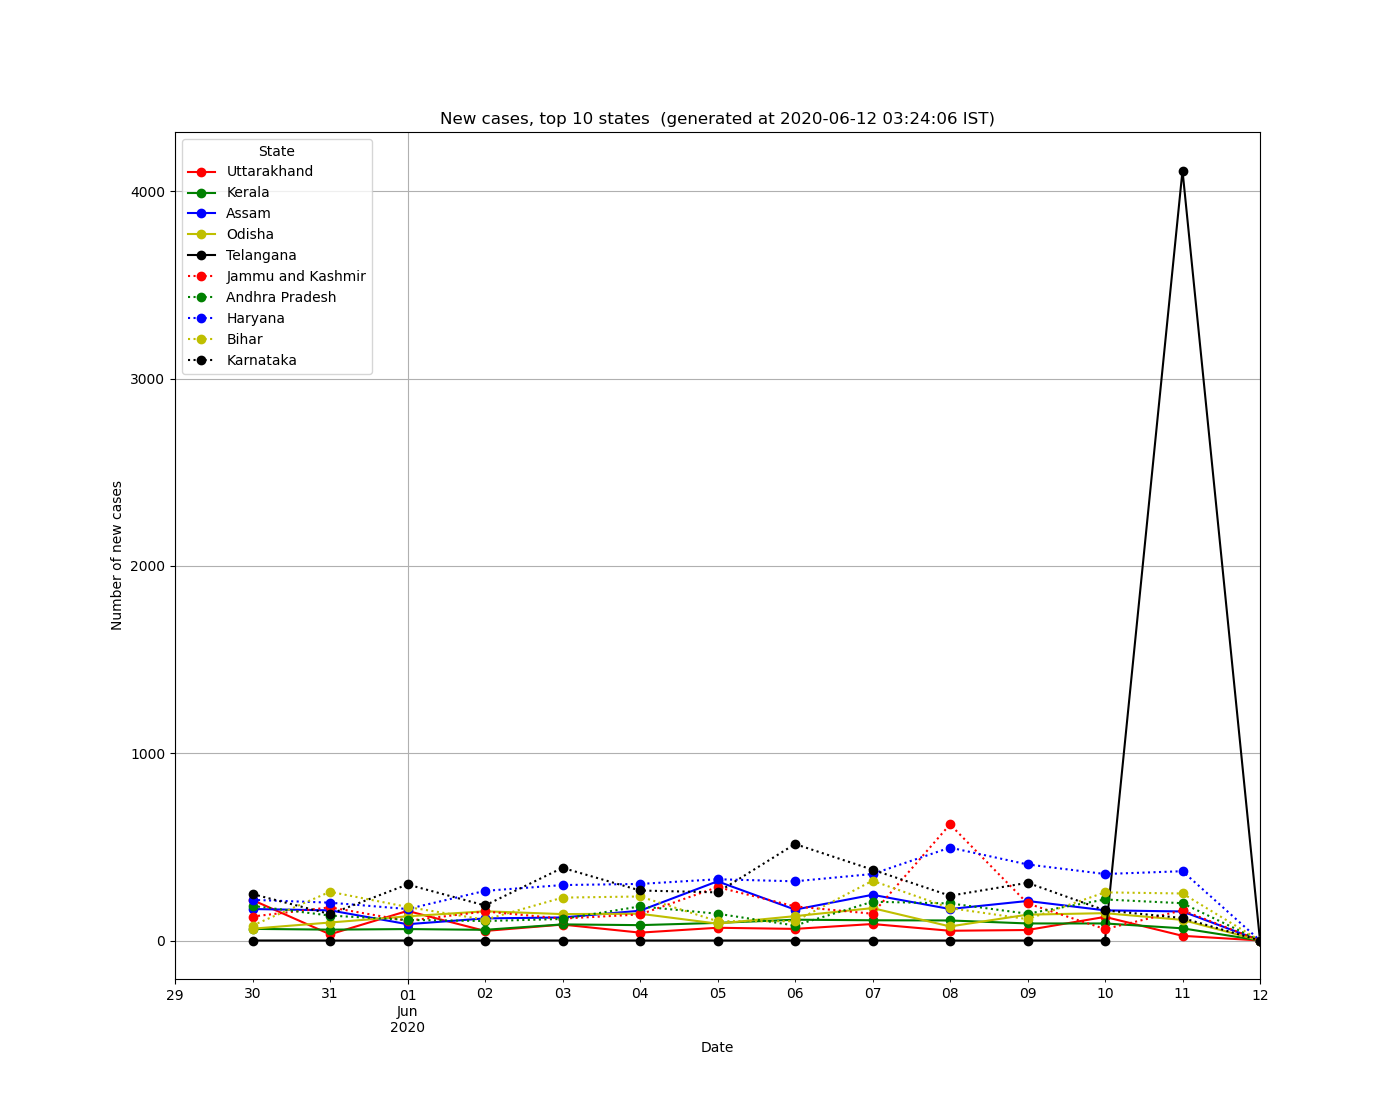 New cases, top 10 states  (generated at 2020-06-12 03:24:06 IST)
State
Uttarakhand
Kerala
Assam
Odisha
Telangana
Jammu and Kashmir
Andhra Pradesh
Haryana
Bihar
Karnataka
4000
3000
2000
1000
0
Number of new cases
29 30 31 01 02 03 04 05 06 07 08 09 10 11 12
Jun
2020
Date